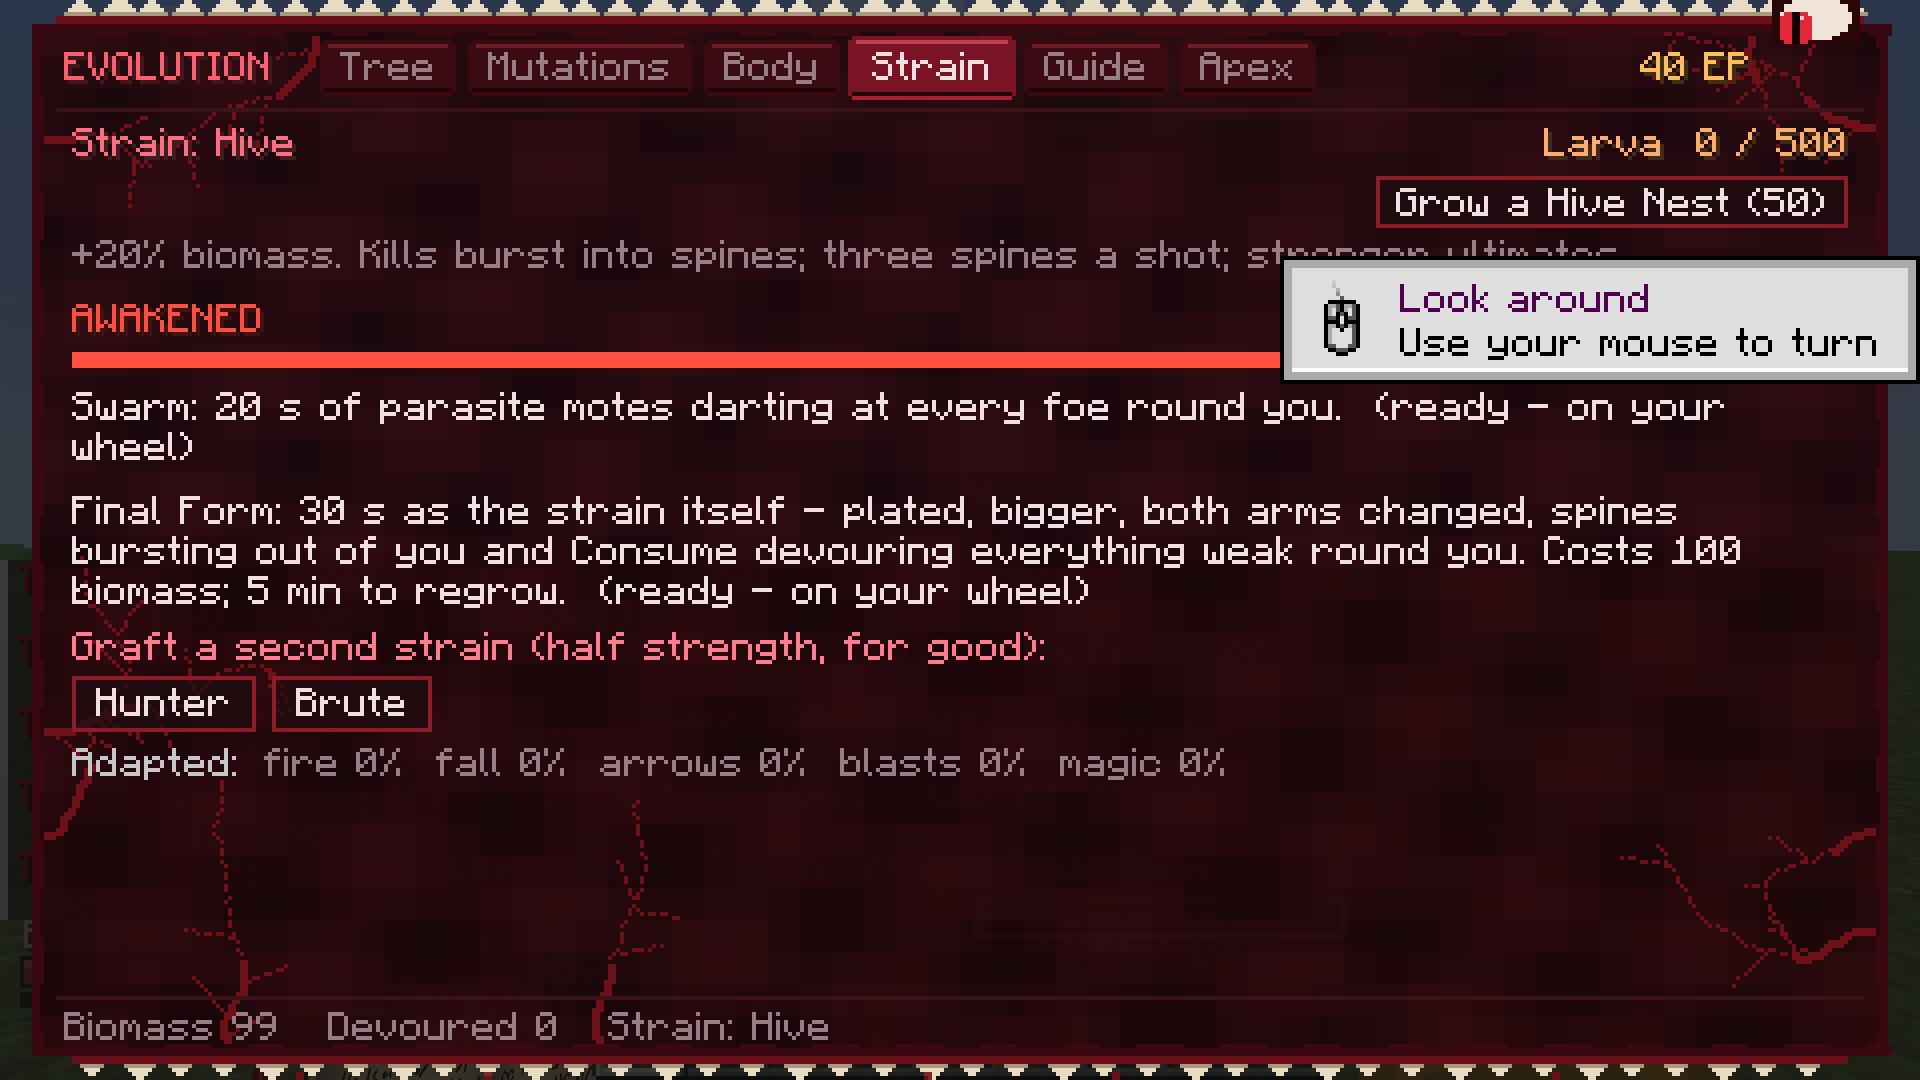 EVOLUTION Tree Mutations Body Strain Guide Apex 40 EP
Strain: Hive Larva 0 / 500
Grow a Hive Nest (50)
+20% biomass. Kills burst into spines; three spines a shot; stronger ultimates
Look around
AWAKENED
Use your mouse to turn
Swarm: 20 s of parasite motes darting at every foe round you. (ready - on your
wheel)
Final Form: 30 s as the strain itself - plated, bigger, both arms changed, spines
bursting out of you and Consume devouring everything weak round you. Costs 100
biomass; 5 min to regrow. (ready - on your wheel)
Graft a second strain (half strength, for good):
Hunter Brute
Adapted: fire 0% fall 0% arrows 0% blasts 0% magic 0%
Biomass 99 Devoured 0 Strain: Hive